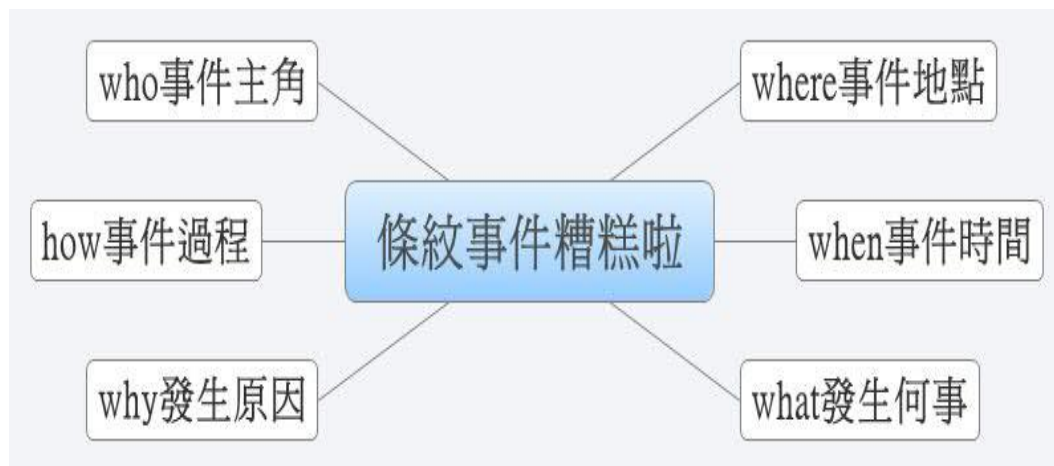 who事件主角
where事件地點
how事件過程
條紋事件糟糕啦
when事件時間
why發生原因
what發生何事